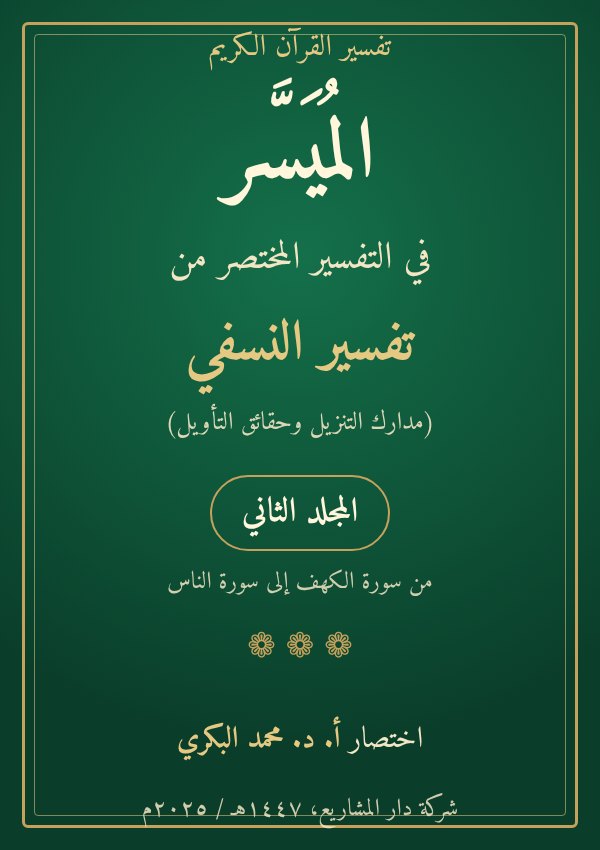 تفسير القرآن الكريم
المُيَسَّر
في التفسير المختصر من
تفسير النسفي
(مدارك التنزيل وحقائق التأويل)
المجلد الثاني
من سورة الكهف إلى سورة الناس
اختصار أ. د. محمد البكري
شركة دار المشاريع، ١٤٤٧هـ / ٢٠٢٥م